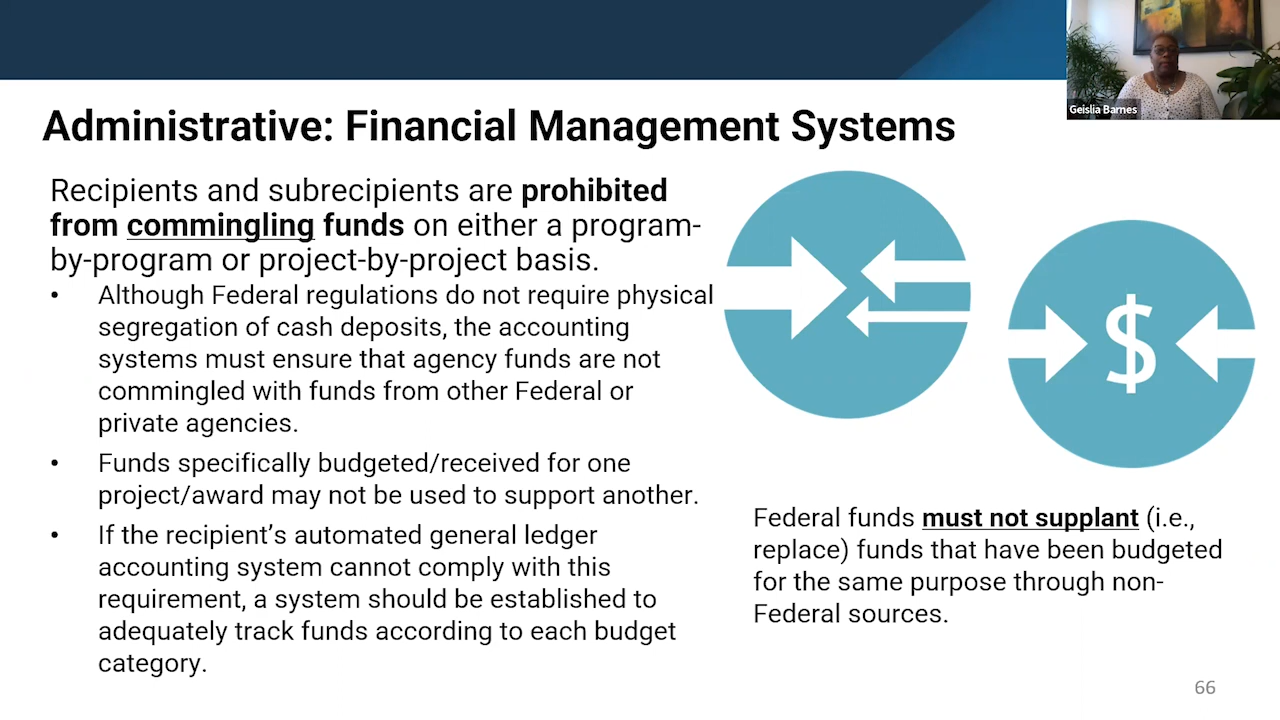 Geislia Barnes
Administrative: Financial Management Systems
Recipients and subrecipients are prohibited
from commingling funds on either a program-
by-program or project-by-project basis.
• Although Federal regulations do not require physical
segregation of cash deposits, the accounting
systems must ensure that agency funds are not
commingled with funds from other Federal or
private agencies.
• Funds specifically budgeted/received for one
project/award may not be used to support another.
• If the recipient’s automated general ledger
accounting system cannot comply with this
requirement, a system should be established to
adequately track funds according to each budget
category.
$
Federal funds must not supplant (i.e.,
replace) funds that have been budgeted
for the same purpose through non-
Federal sources.
66